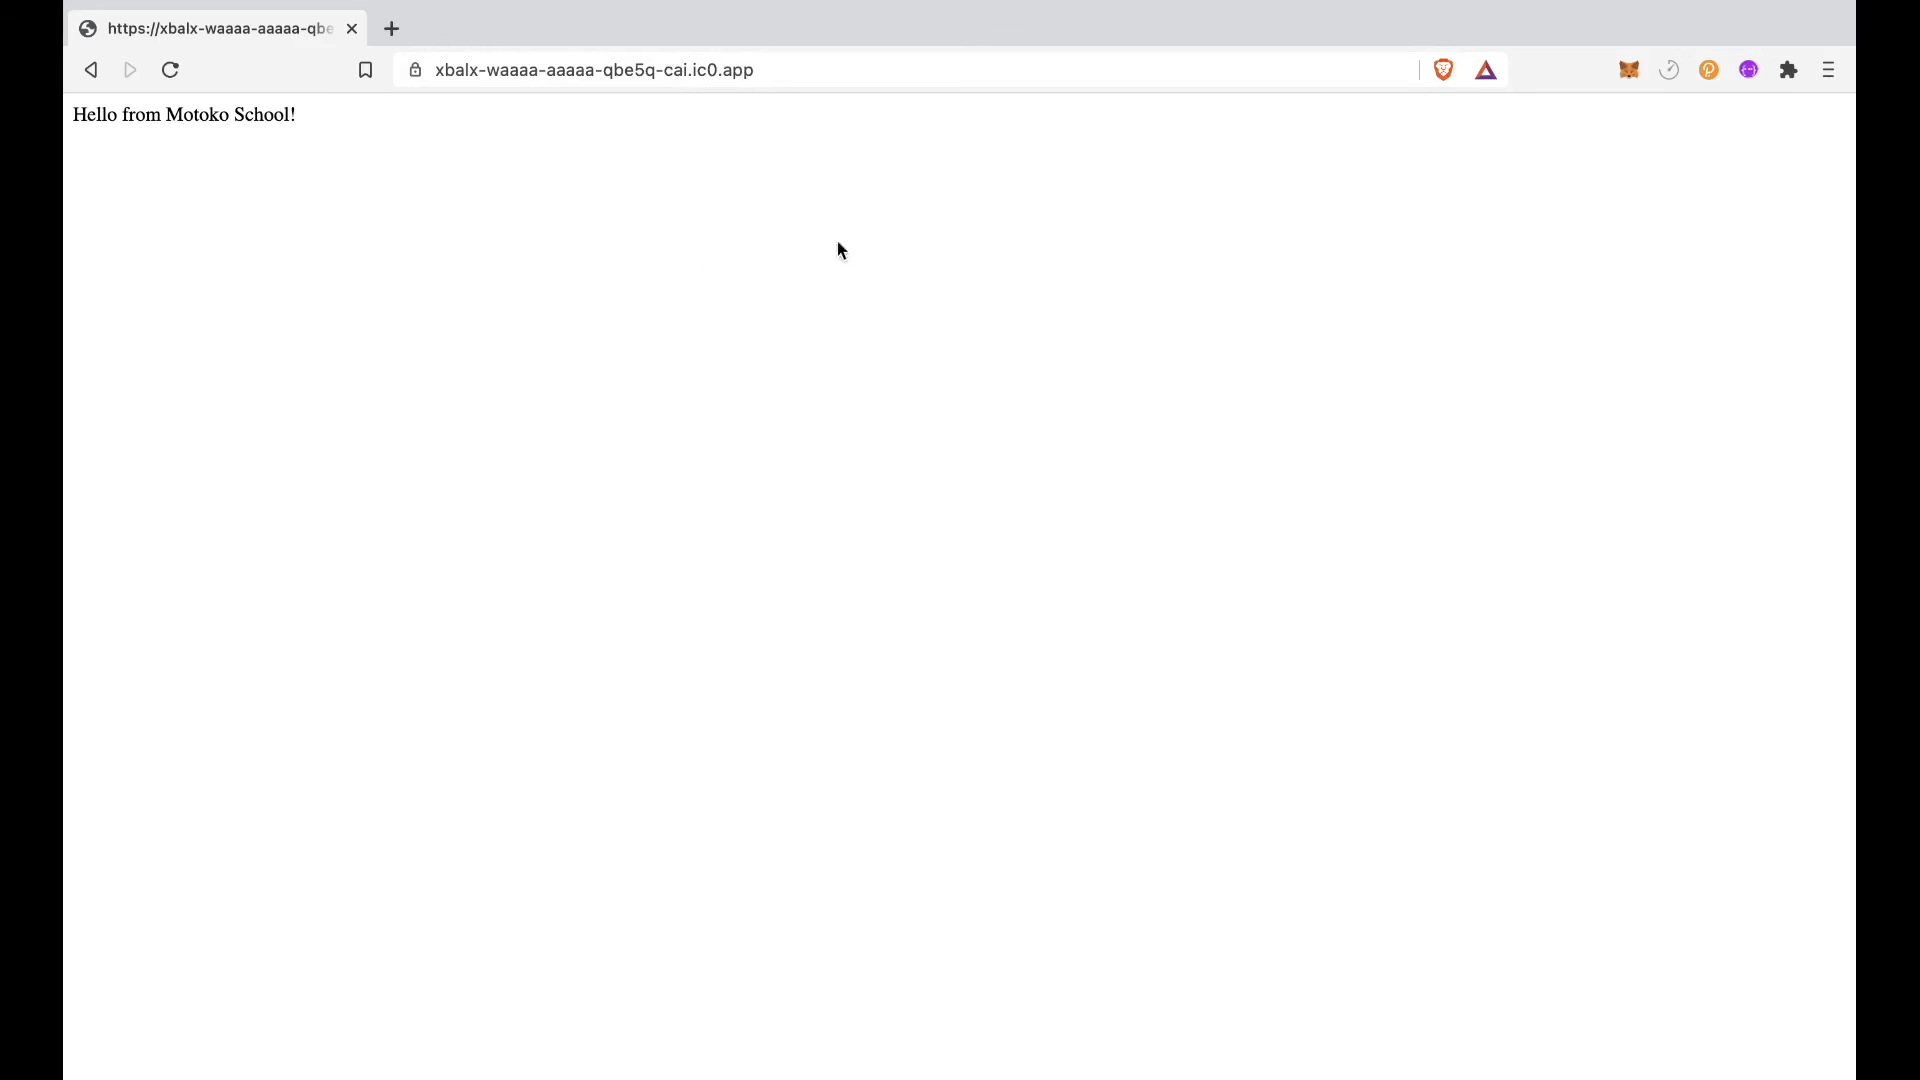 https://xbalx-waaaa-aaaaa-qbe
xbalx-waaaa-aaaaa-qbe5q-cai.ic0.app
Hello from Motoko School!